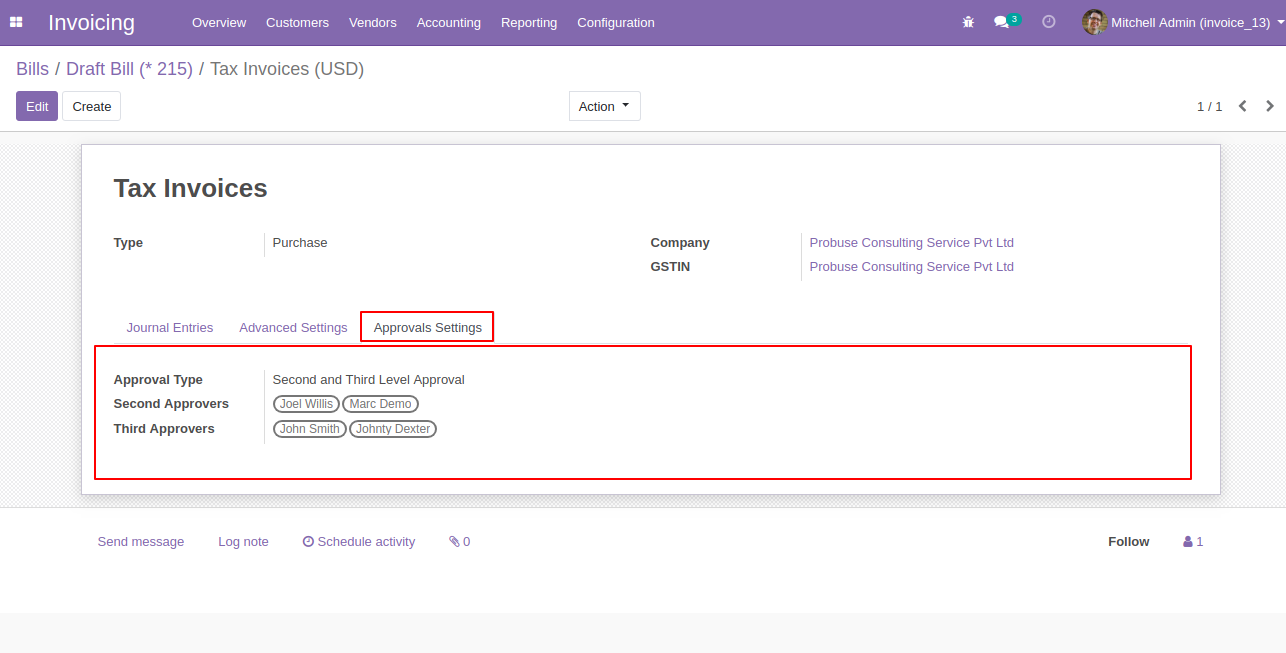 Invoicing Overview Customers Vendors Accounting Reporting Configuration 3 Mitchell Admin (invoice_13)
Bills / Draft Bill (* 215) / Tax Invoices (USD)
Edit Create Action 1 / 1
Tax Invoices
Type Purchase Company Probuse Consulting Service Pvt Ltd
GSTIN Probuse Consulting Service Pvt Ltd
Journal Entries Advanced Settings Approvals Settings
Approval Type Second and Third Level Approval
Second Approvers Joel Willis Marc Demo
Third Approvers John Smith Johnty Dexter
Send message Log note Schedule activity 0 Follow 1